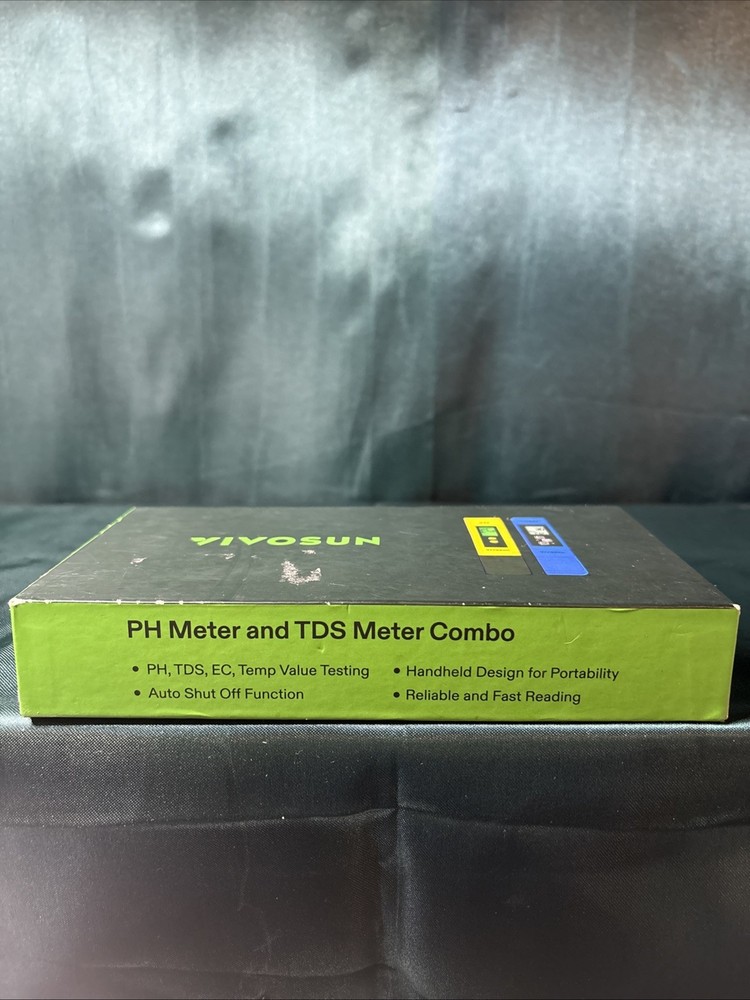 VIVOSUN
PH Meter and TDS Meter Combo
• PH, TDS, EC, Temp Value Testing
• Handheld Design for Portability
• Auto Shut Off Function
• Reliable and Fast Reading